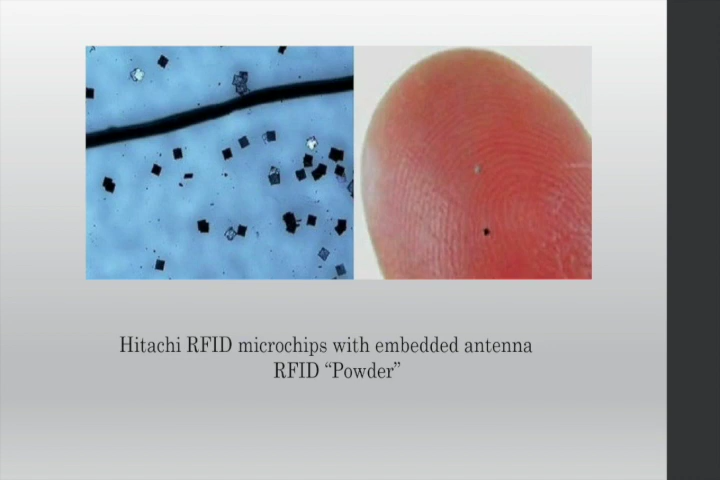 Hitachi RFID microchips with embedded antenna
RFID “Powder”